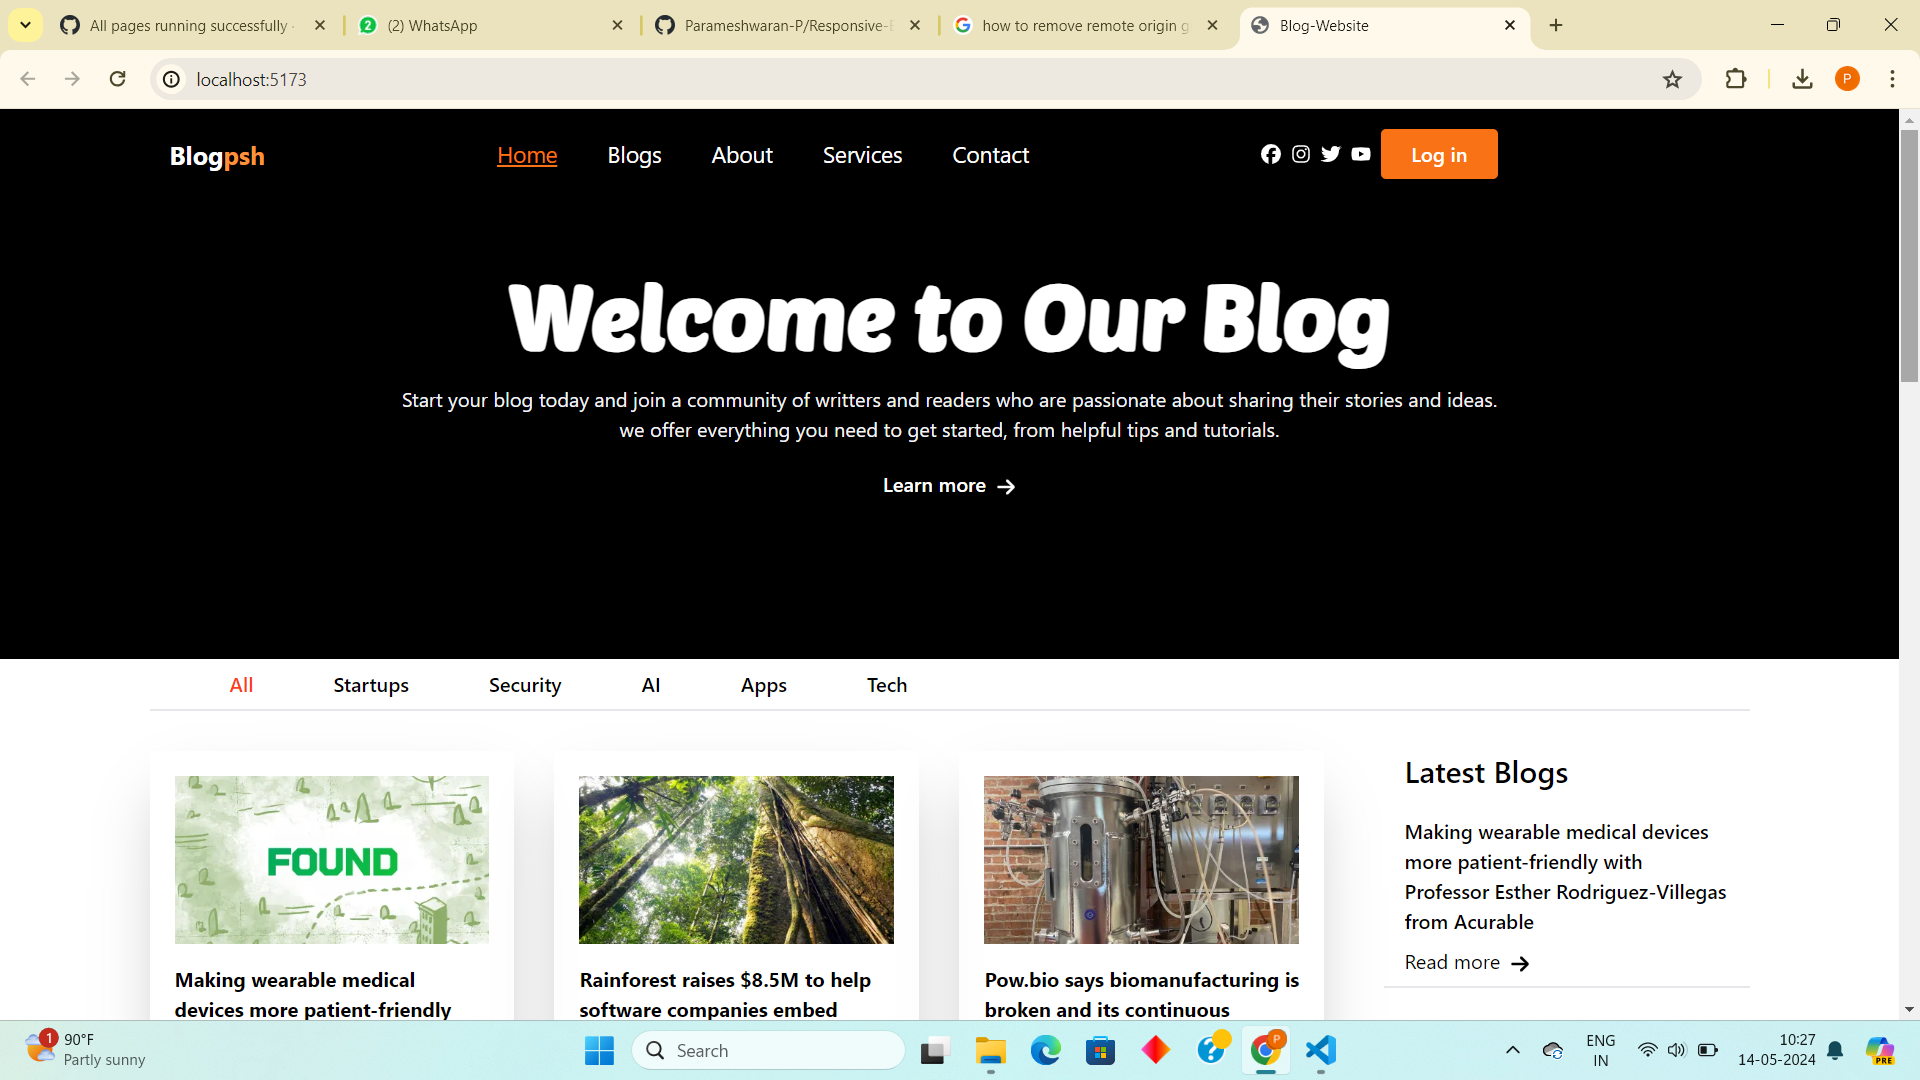 All pages running successfully
2
(2) WhatsApp
Parameshwaran-P/Responsive-B
how to remove remote origin g
Blog-Website
localhost:5173
P
Blogpsh
Home
Blogs
About
Services
Contact
Log in
Welcome to Our Blog
Start your blog today and join a community of writters and readers who are passionate about sharing their stories and ideas.
we offer everything you need to get started, from helpful tips and tutorials.
Learn more
All
Startups
Security
AI
Apps
Tech
FOUND
Making wearable medical
devices more patient-friendly
Rainforest raises $8.5M to help
software companies embed
Pow.bio says biomanufacturing is
broken and its continuous
Latest Blogs
Making wearable medical devices
more patient-friendly with
Professor Esther Rodriguez-Villegas
from Acurable
Read more
1
90°F
Partly sunny
Search
P
ENG
IN
10:27
14-05-2024
PRE